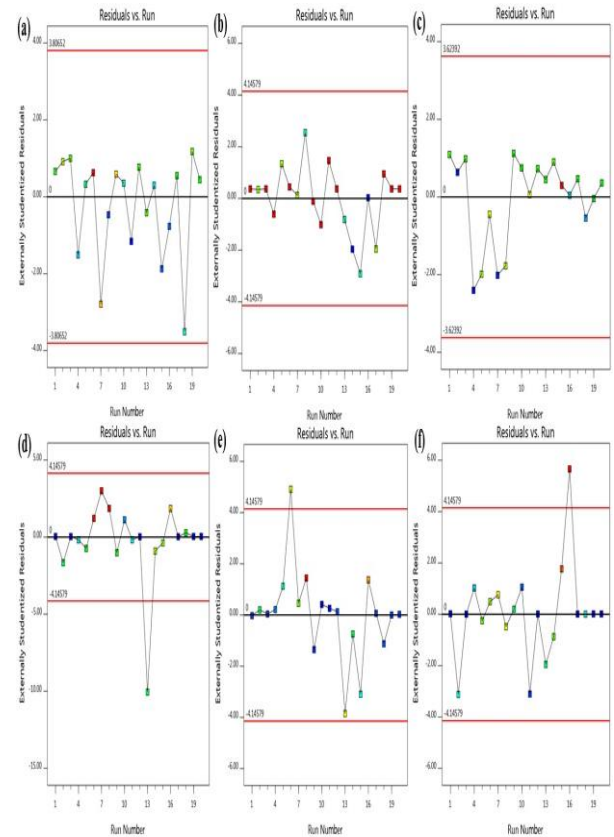 (a)
Residuals vs. Run
Externally Studentized Residuals
4.00
3.80652
2.00
0.00
0
-2.00
-3.80652
-4.00
1 4 7 10 13 16 19
Run Number
(b)
Residuals vs. Run
Externally Studentized Residuals
6.00
4.14579
4.00
2.00
0.00
0
-2.00
-4.00
-4.14579
-6.00
1 4 7 10 13 16 19
Run Number
(c)
Residuals vs. Run
Externally Studentized Residuals
4.00
3.62392
2.00
0.00
0
-2.00
-3.62392
-4.00
1 4 7 10 13 16 19
Run Number
(d)
Residuals vs. Run
Externally Studentized Residuals
5.00
4.14579
0.00
0
-4.14579
-5.00
-10.00
-15.00
1 4 7 10 13 16 19
Run Number
(e)
Residuals vs. Run
Externally Studentized Residuals
6.00
4.14579
4.00
2.00
0.00
0
-2.00
-4.00
-4.14579
-6.00
1 4 7 10 13 16 19
Run Number
(f)
Residuals vs. Run
Externally Studentized Residuals
6.00
4.14579
4.00
2.00
0.00
0
-2.00
-4.00
-4.14579
-6.00
1 4 7 10 13 16 19
Run Number